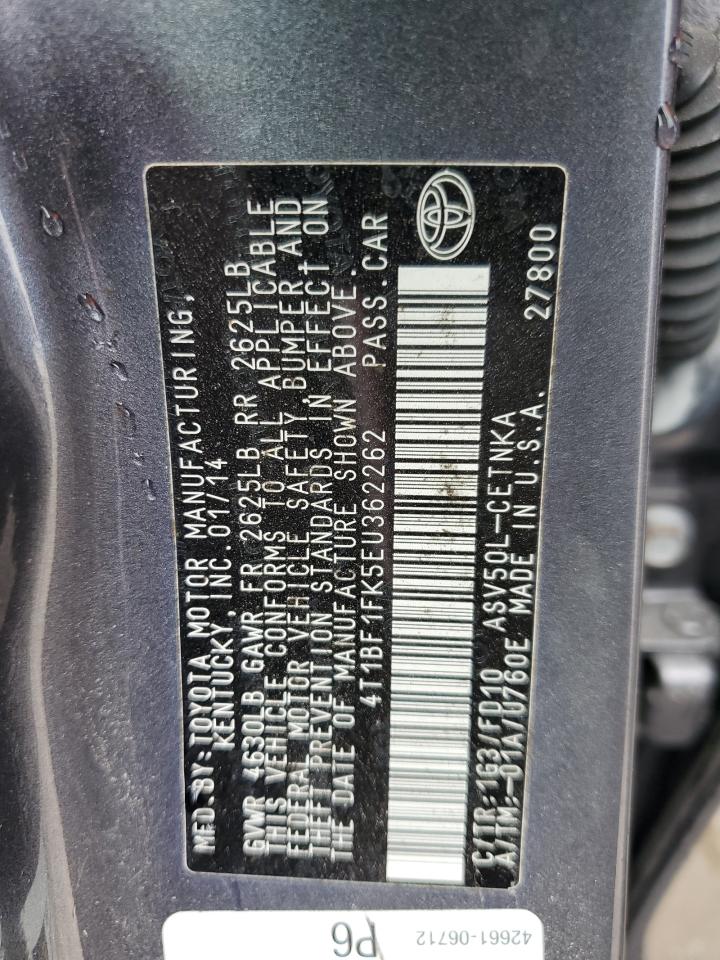 MFD.BY:TOYOTA MOTOR MANUFACTURING,
KENTUCKY, INC.01/14
GVWR 4630LB GAWR FR 2625LB RR 2625LB
THIS VEHICLE CONFORMS TO ALL APPLICABLE
FEDERAL MOTOR VEHICLE SAFETY, BUMPER AND
THEFT PREVENTION STANDARDS IN EFFECT ON
THE DATE OF MANUFACTURE SHOWN ABOVE.
4T1BF1FK5EU362262 PASS.CAR
C/TR:1G3/FD10 ASV50L-CETNKA
A/TM:-01A/U760E MADE IN U.S.A. 27800
42661-06712
P6